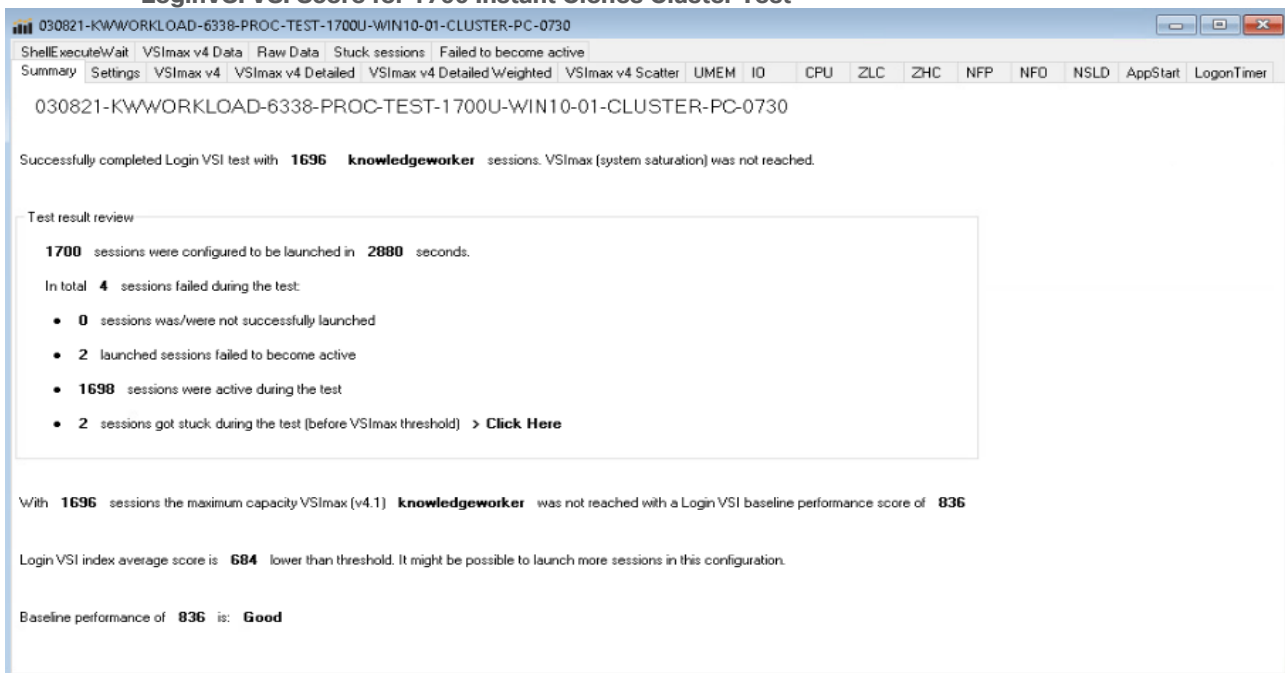 LoginVSI VSI Score for 1700 Instant Clones Cluster Test
030821-KWWORKLOAD-6338-PROC-TEST-1700U-WIN10-01-CLUSTER-PC-0730
ShellExecuteWait VSImax v4 Data Raw Data Stuck sessions Failed to become active
Summary Settings VSImax v4 VSImax v4 Detailed VSImax v4 Detailed Weighted VSImax v4 Scatter UMEM IO CPU ZLC ZHC NFP NFO NSLD AppStart LogonTimer
030821-KWWORKLOAD-6338-PROC-TEST-1700U-WIN10-01-CLUSTER-PC-0730
Successfully completed Login VSI test with 1696 knowledgeworker sessions. VSImax (system saturation) was not reached.
Test result review
1700 sessions were configured to be launched in 2880 seconds.
In total 4 sessions failed during the test:
• 0 sessions was/were not successfully launched
• 2 launched sessions failed to become active
• 1698 sessions were active during the test
• 2 sessions got stuck during the test (before VSImax threshold) > Click Here
With 1696 sessions the maximum capacity VSImax (v4.1) knowledgeworker was not reached with a Login VSI baseline performance score of 836
Login VSI index average score is 684 lower than threshold. It might be possible to launch more sessions in this configuration.
Baseline performance of 836 is: Good